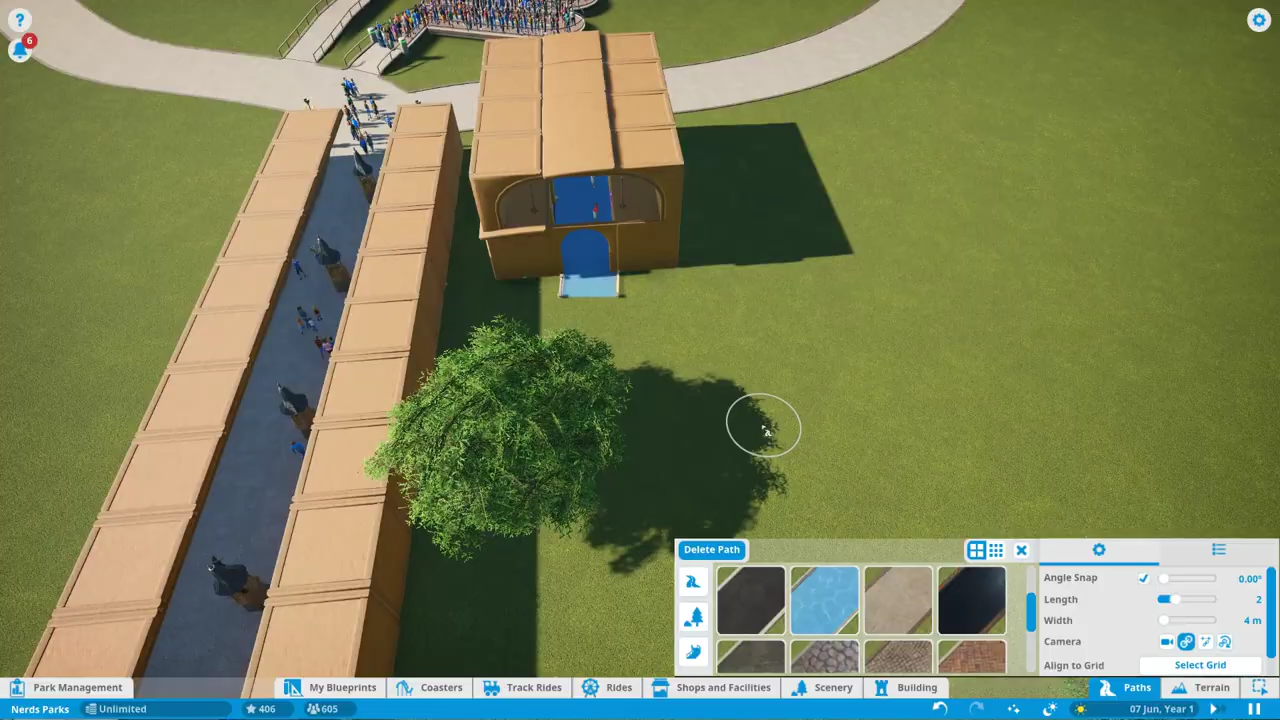 ?
6
Delete Path
Angle Snap 0.00°
Length 2
Width 4 m
Camera
Align to Grid Select Grid
Park Management My Blueprints Coasters Track Rides Rides Shops and Facilities Scenery Building Paths Terrain
Nerds Parks Unlimited 406 605 07 Jun, Year 1